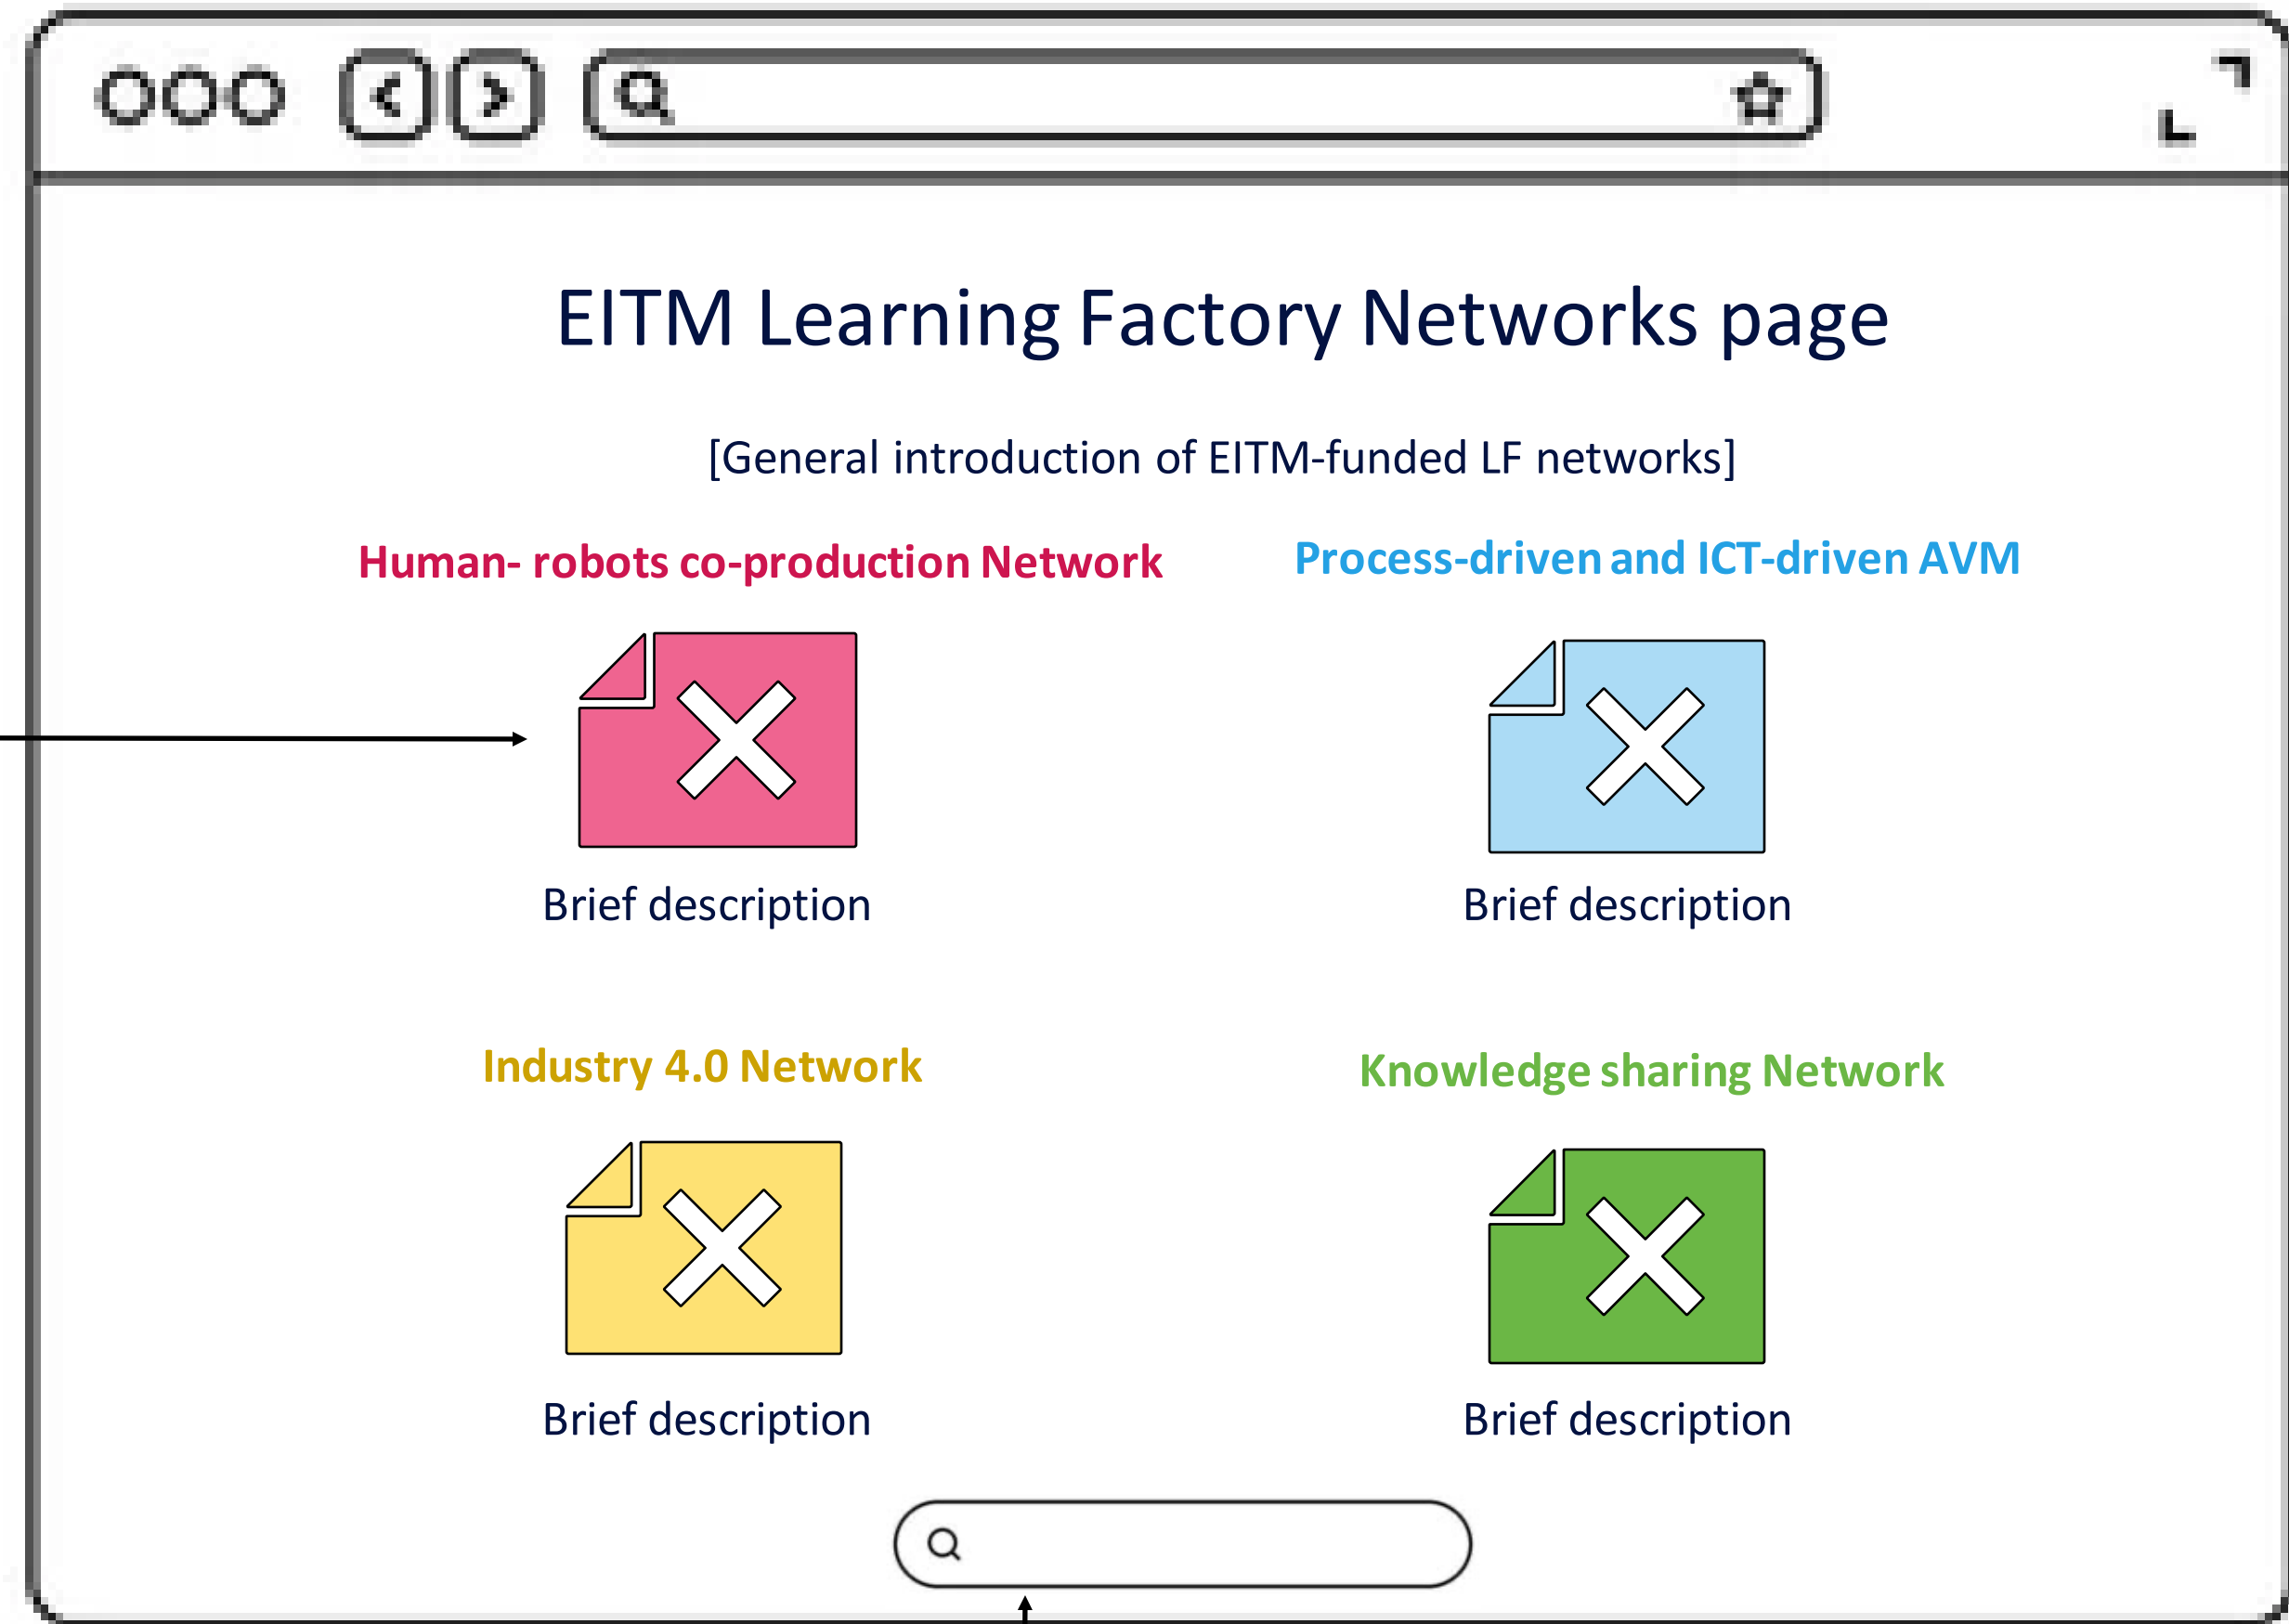 EITM Learning Factory Networks page
[General introduction of EITM-funded LF networks]
Human- robots co-production Network
Process-driven and ICT-driven AVM
Brief description
Brief description
Industry 4.0 Network
Knowledge sharing Network
Brief description
Brief description